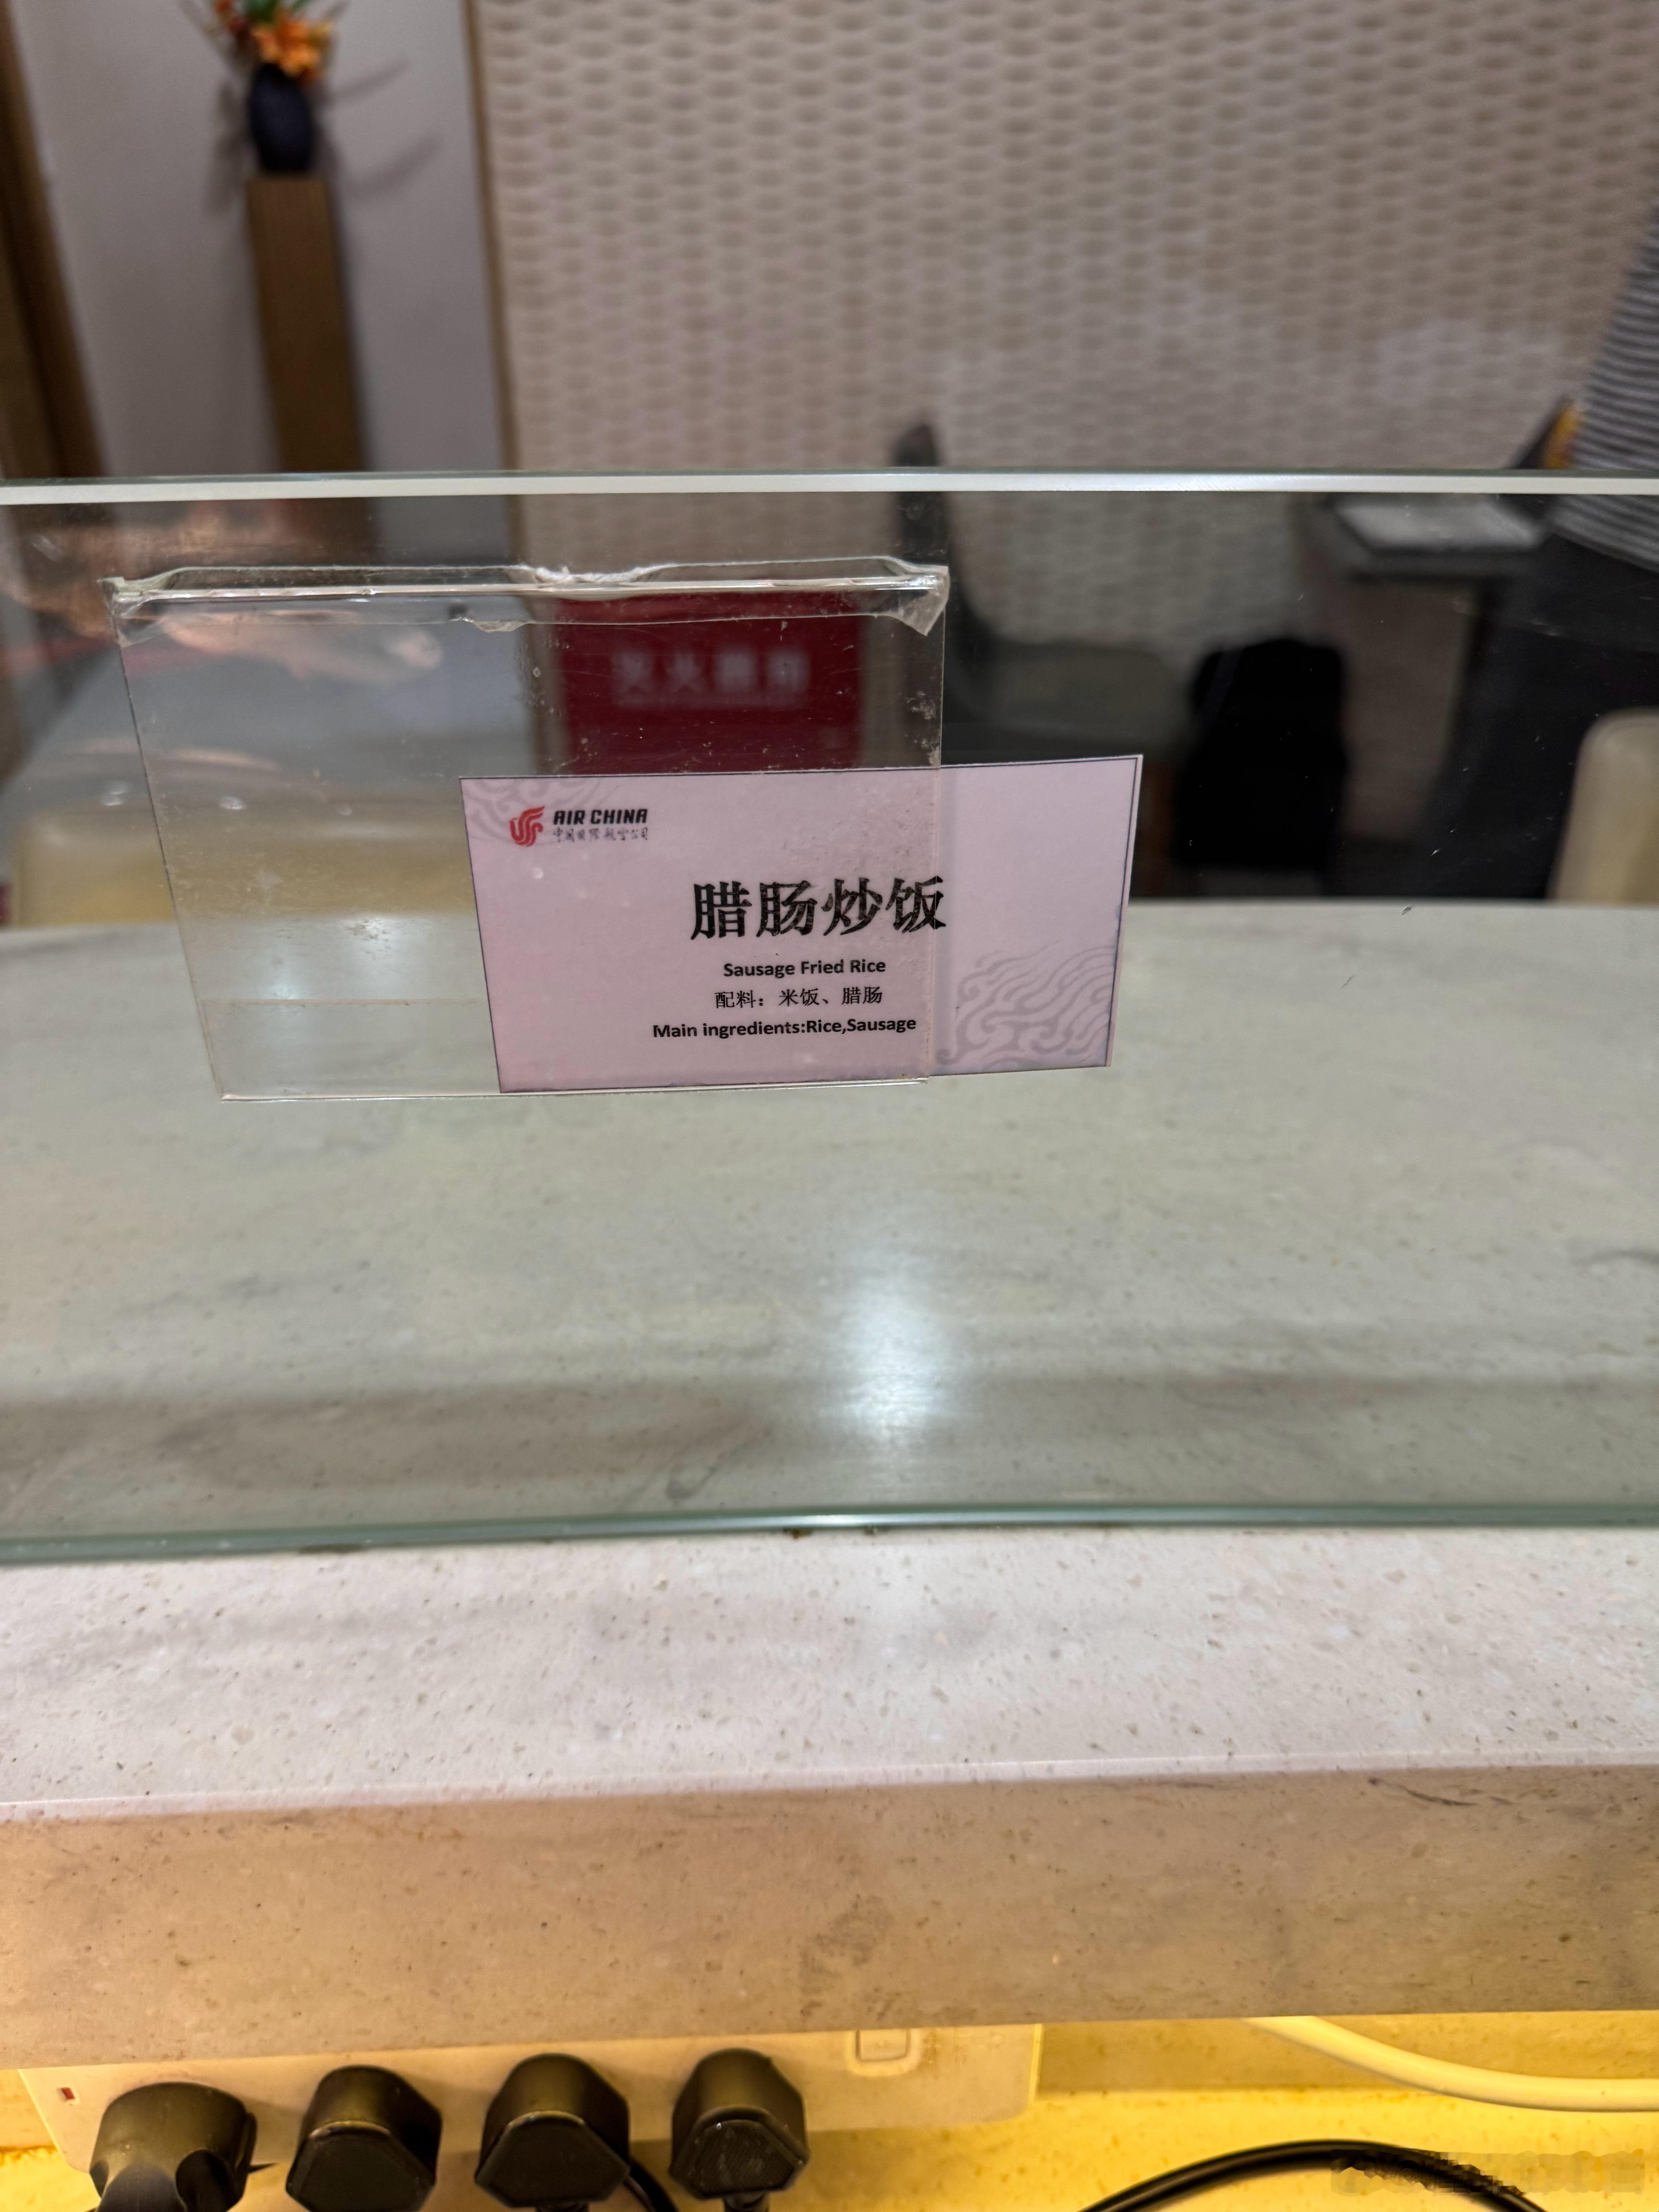 AIR CHINA
中国国际航空公司
腊肠炒饭
Sausage Fried Rice
配料：米饭、腊肠
Main ingredients:Rice,Sausage